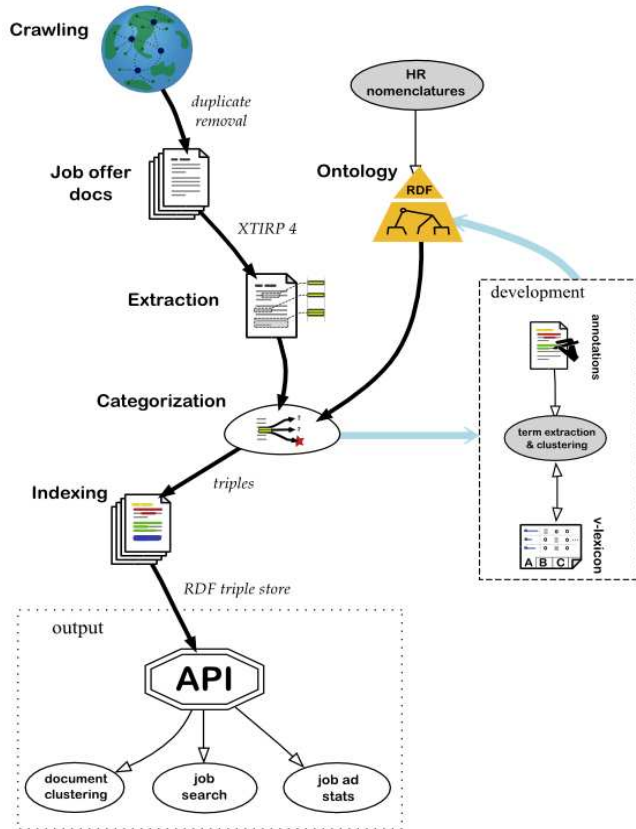 Crawling
duplicate
removal
HR
nomenclatures
Job offer
docs
Ontology
RDF
XTIRP 4
Extraction
development
annotations
Categorization
?
?
term extraction
& clustering
Indexing
triples
v-lexicon
A B C
RDF triple store
output
API
document
clustering
job
search
job ad
stats